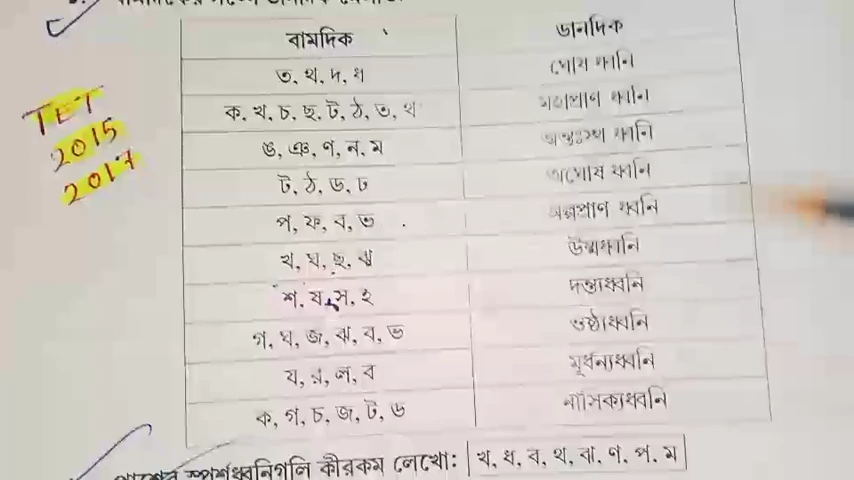 বামদিক ডানদিক
ত, থ, দ, ধ ঘোষ ধ্বনি
ক, খ, চ, ছ, ট, ঠ, ত, থ মহাপ্রাণ ধ্বনি
ঙ, ঞ, ণ, ন, ম অন্তঃস্থ ধ্বনি
ট, ঠ, ড, ঢ অঘোষ ধ্বনি
প, ফ, ব, ভ অল্পপ্রাণ ধ্বনি
খ, ঘ, ছ, ঝ উষ্মধ্বনি
শ, ষ, স, হ দন্ত্যধ্বনি
গ, ঘ, জ, ঝ, ব, ভ ওষ্ঠ্যধ্বনি
য, র, ল, ব মূর্ধন্যধ্বনি
ক, গ, চ, জ, ট, ড নাসিক্যধ্বনি
TET
2015
2017
স্পর্শধ্বনিগুলি কীরকম লেখো: খ, ধ, ব, থ, ঝ, ণ, প, ম